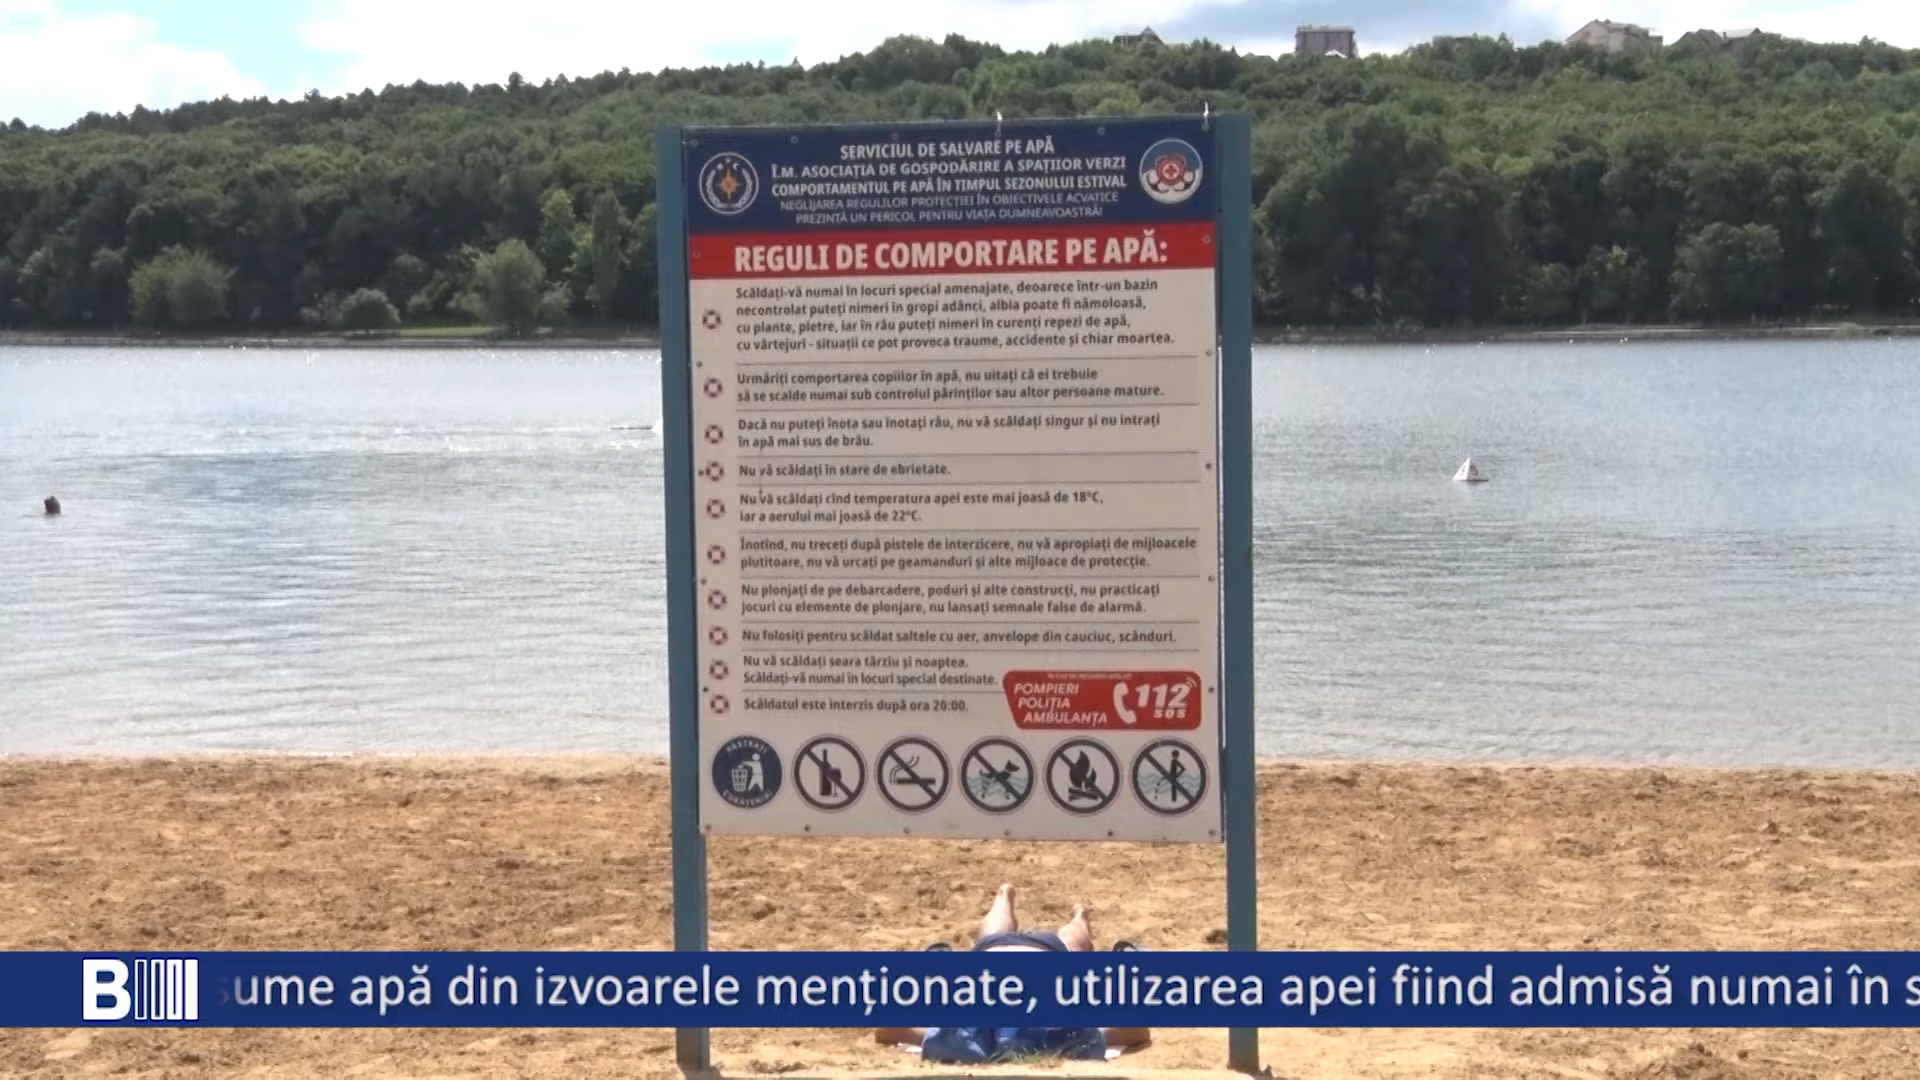 SERVICIUL DE SALVARE PE APĂ
Î.M. ASOCIAȚIA DE GOSPODĂRIRE A SPAȚIIOR VERZI
COMPORTAMENTUL PE APĂ ÎN TIMPUL SEZONULUI ESTIVAL
NEGLIJAREA REGULILOR PROTECȚIEI ÎN OBIECTIVELE ACVATICE
PREZINTĂ UN PERICOL PENTRU VIAȚA DUMNEAVOASTRĂ!
REGULI DE COMPORTARE PE APĂ:
Scăldați-vă numai în locuri special amenajate, deoarece într-un bazin
necontrolat puteți nimeri în gropi adânci, albia poate fi nămoloasă,
cu plante, pietre, iar în râu puteți nimeri în curenți repezi de apă,
cu vârtejuri - situații ce pot provoca traume, accidente și chiar moartea.
Urmăriți comportarea copiilor în apă, nu uitați că ei trebuie
să se scalde numai sub controlul părinților sau altor persoane mature.
Dacă nu puteți înota sau înotați rău, nu vă scăldați singur și nu intrați
în apă mai sus de brâu.
Nu vă scăldați în stare de ebrietate.
Nu vă scăldați cînd temperatura apei este mai joasă de 18°C,
iar a aerului mai joasă de 22°C.
Înotînd, nu treceți după pistele de interzicere, nu vă apropiați de mijloacele
plutitoare, nu vă urcați pe geamanduri și alte mijloace de protecție.
Nu plonjați de pe debarcadere, poduri și alte construcți, nu practicați
jocuri cu elemente de plonjare, nu lansați semnale false de alarmă.
Nu folosiți pentru scăldat saltele cu aer, anvelope din cauciuc, scânduri.
Nu vă scăldați seara târziu și noaptea.
Scăldați-vă numai în locuri special destinate.
Scăldatul este interzis după ora 20:00.
POMPIERI
POLIȚIA
AMBULANȚA
112
SOS
PĂSTRAȚI
CURĂȚENIA!
B
sume apă din izvoarele menționate, utilizarea apei fiind admisă numai în s